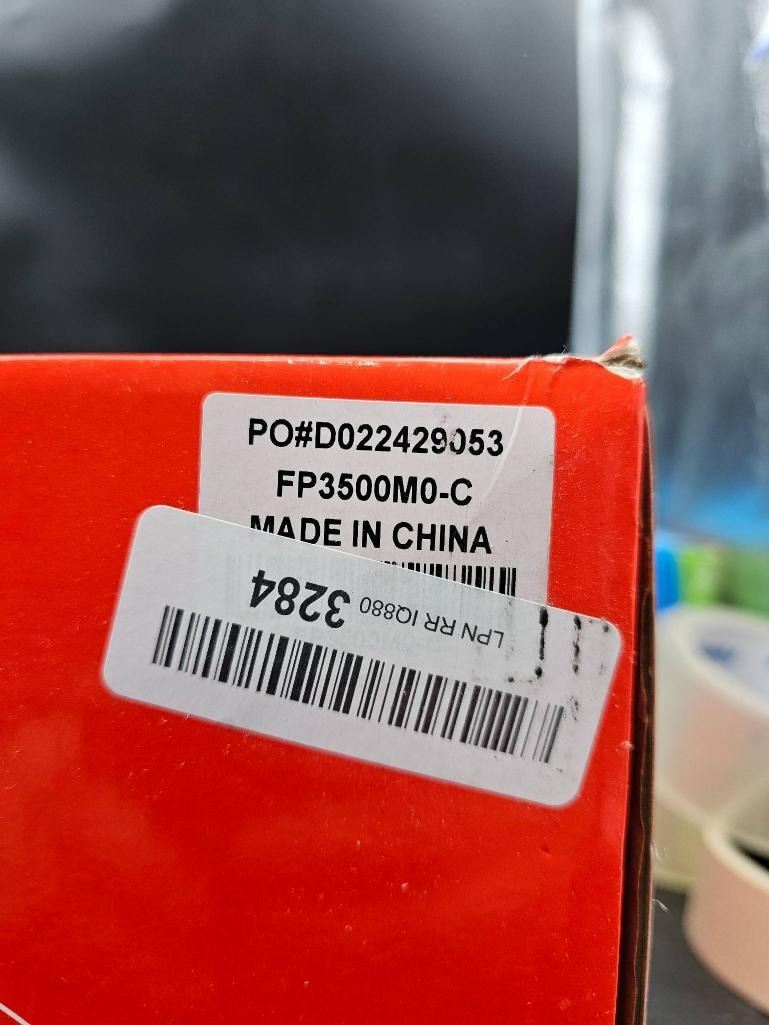 PO#D022429053
FP3500M0-C
MADE IN CHINA
LPN RR IQ880 3284